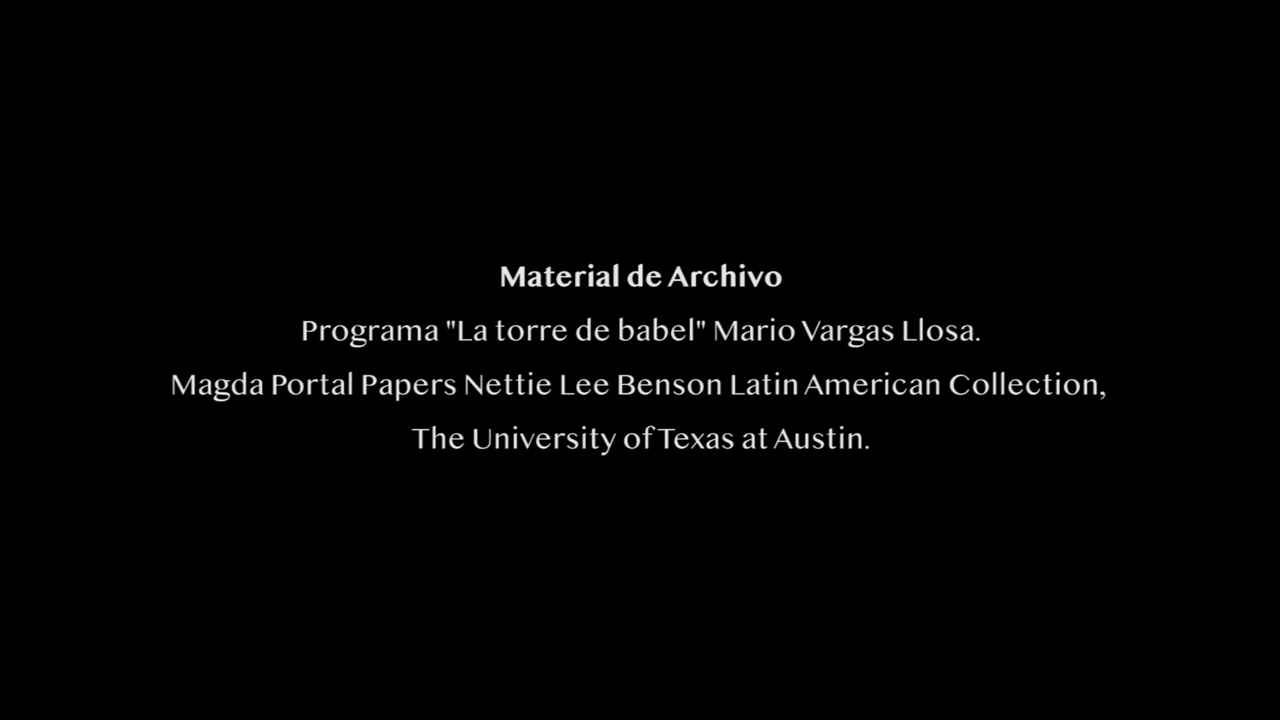 Material de Archivo
Programa "La torre de babel" Mario Vargas Llosa.
Magda Portal Papers Nettie Lee Benson Latin American Collection,
The University of Texas at Austin.